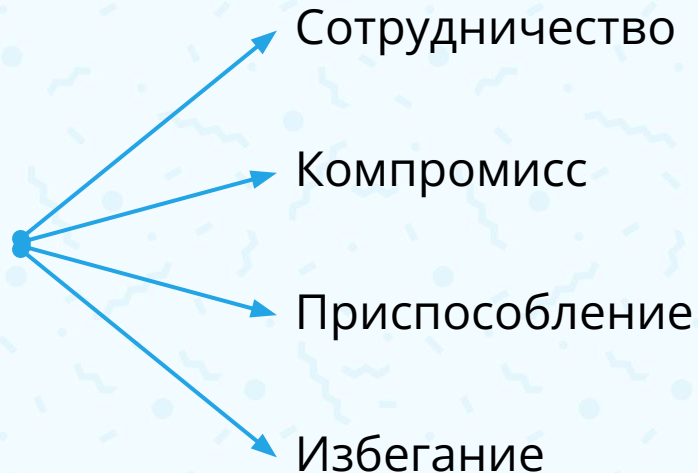 Сотрудничество
Компромисс
Приспособление
Избегание